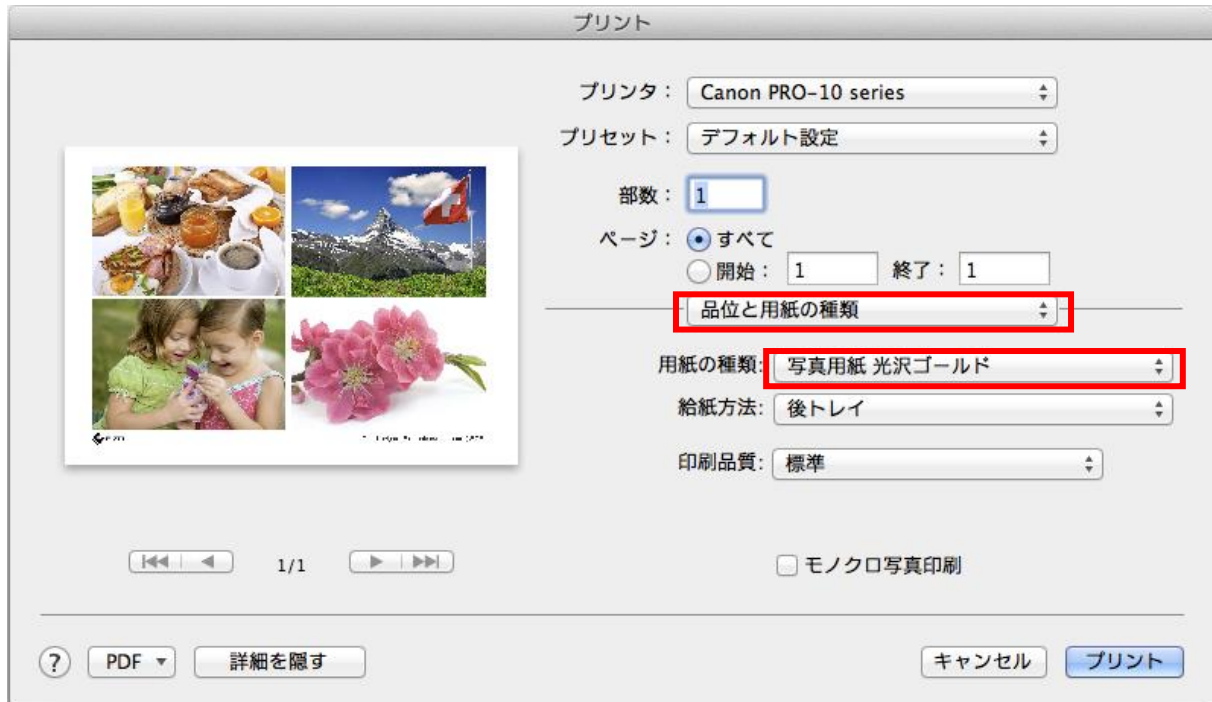 プリント
プリンタ： Canon PRO-10 series
プリセット： デフォルト設定
部数： 1
ページ： すべて
開始： 1 終了： 1
品位と用紙の種類
用紙の種類: 写真用紙 光沢ゴールド
給紙方法: 後トレイ
印刷品質: 標準
1/1
モノクロ写真印刷
? PDF 詳細を隠す キャンセル プリント